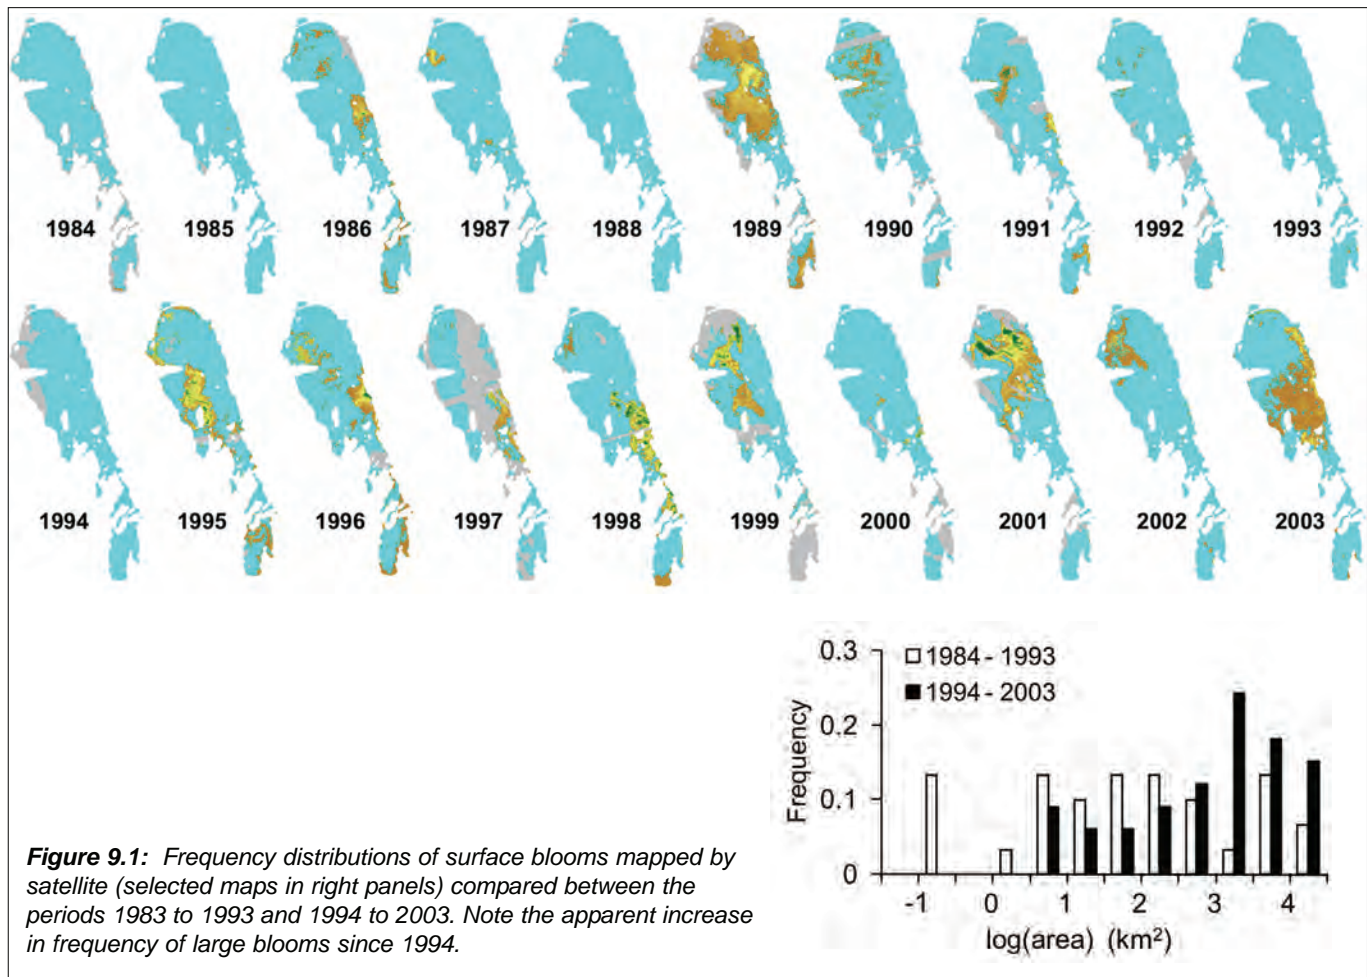 1984 1985 1986 1987 1988 1989 1990 1991 1992 1993
1994 1995 1996 1997 1998 1999 2000 2001 2002 2003
Frequency
0.3
0.2
0.1
0
1984 - 1993
1994 - 2003
-1 0 1 2 3 4
log(area) (km²)
Figure 9.1: Frequency distributions of surface blooms mapped by
satellite (selected maps in right panels) compared between the
periods 1983 to 1993 and 1994 to 2003. Note the apparent increase
in frequency of large blooms since 1994.